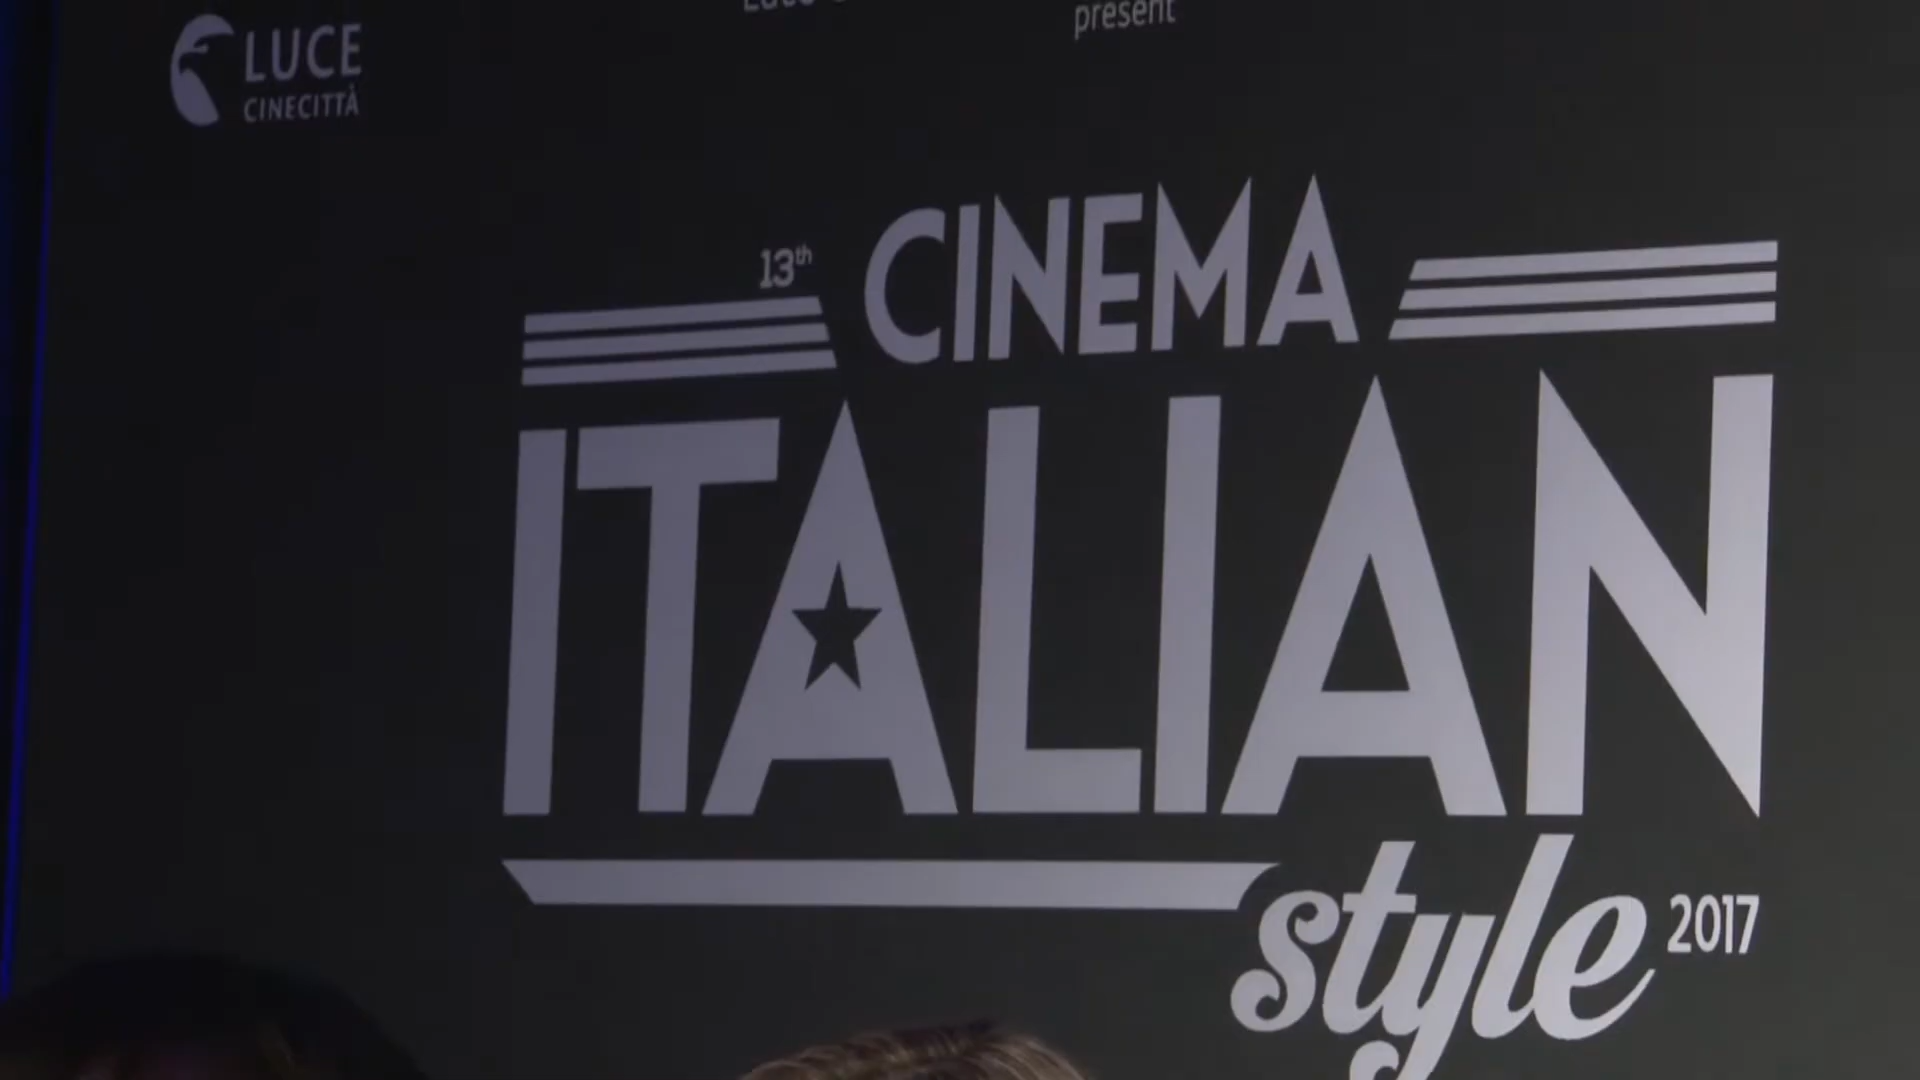 LUCE
CINECITTÀ
present
13th
CINEMA
ITALIAN
style
2017